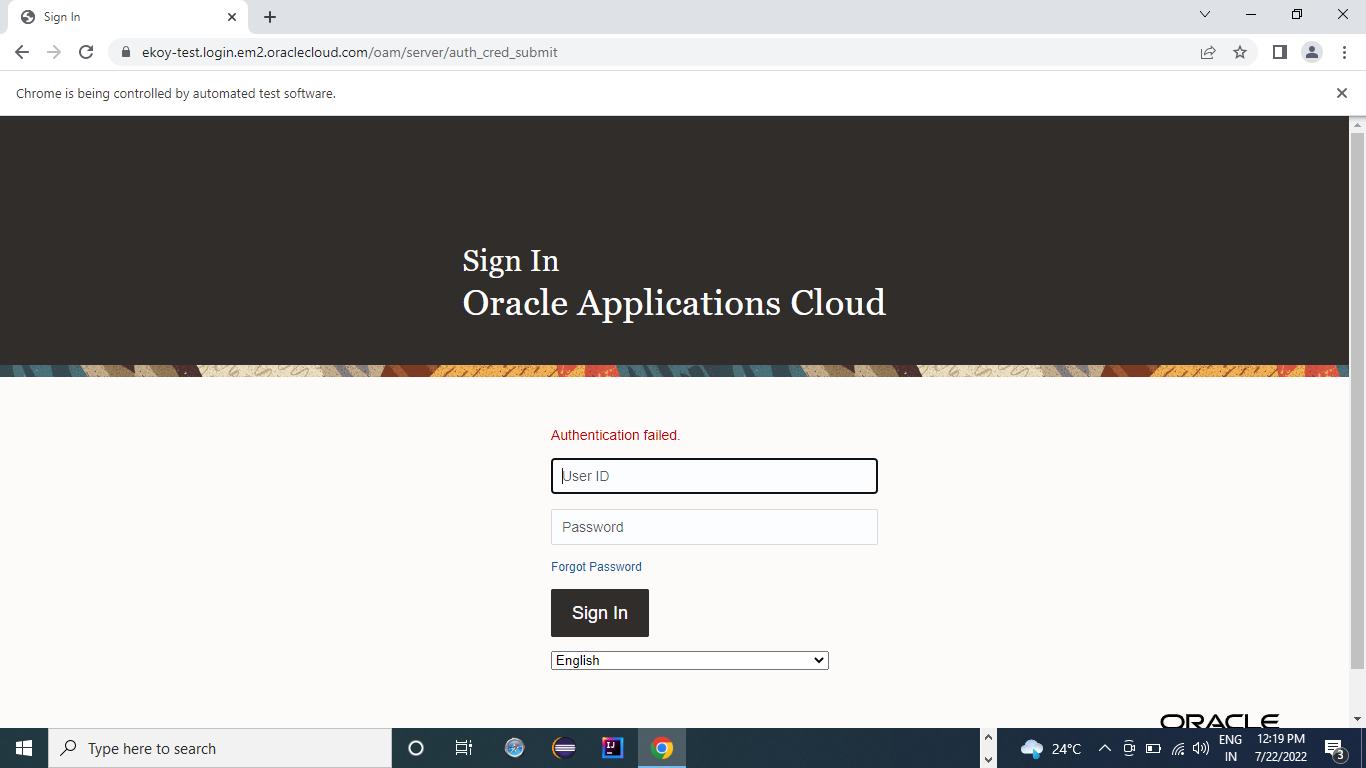 Sign In
ekoy-test.login.em2.oraclecloud.com/oam/server/auth_cred_submit
Chrome is being controlled by automated test software.
Sign In
Oracle Applications Cloud
Authentication failed.
User ID
Password
Forgot Password
Sign In
English
ORACLE
Type here to search
IJ
24°C
ENG
IN
12:19 PM
7/22/2022
3